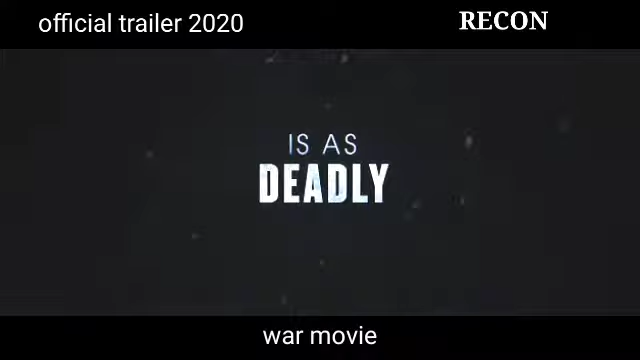 official trailer 2020
RECON
IS AS
DEADLY
war movie